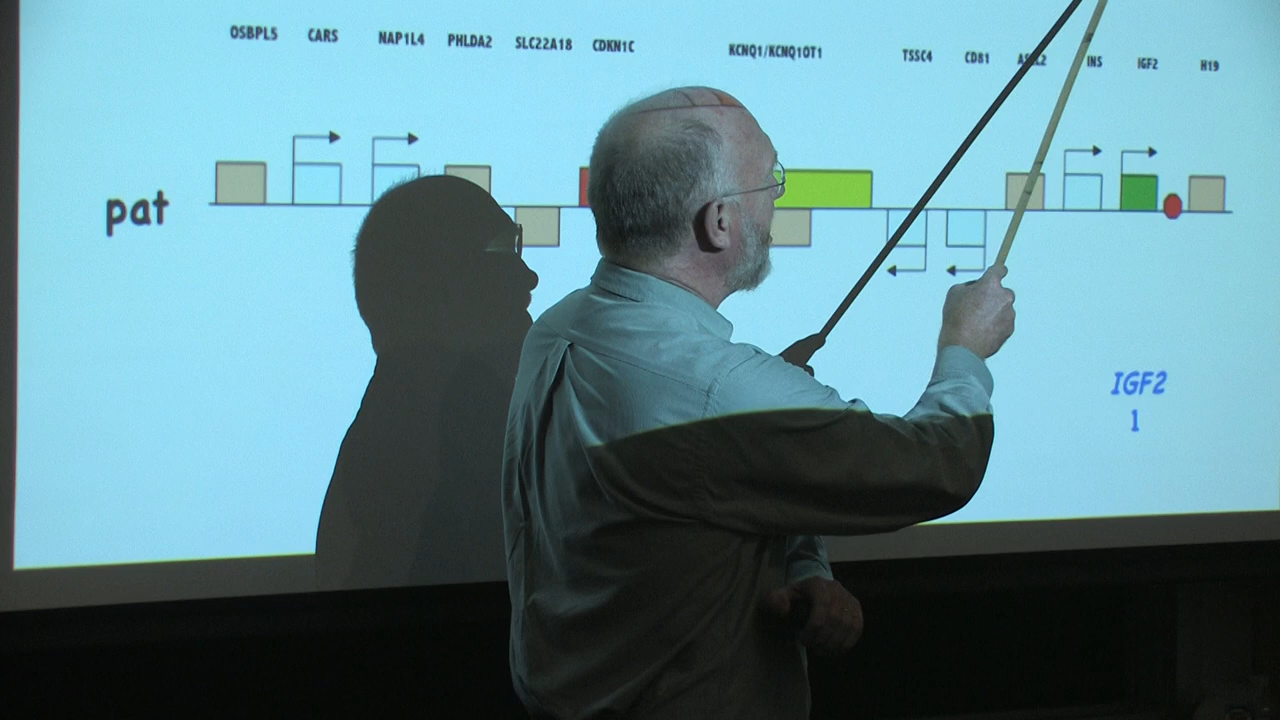 OSBPL5 CARS NAP1L4 PHLDA2 SLC22A18 CDKN1C KCNQ1/KCNQ1OT1 TSSC4 CD81 INS IGF2 H19
pat
IGF2
1